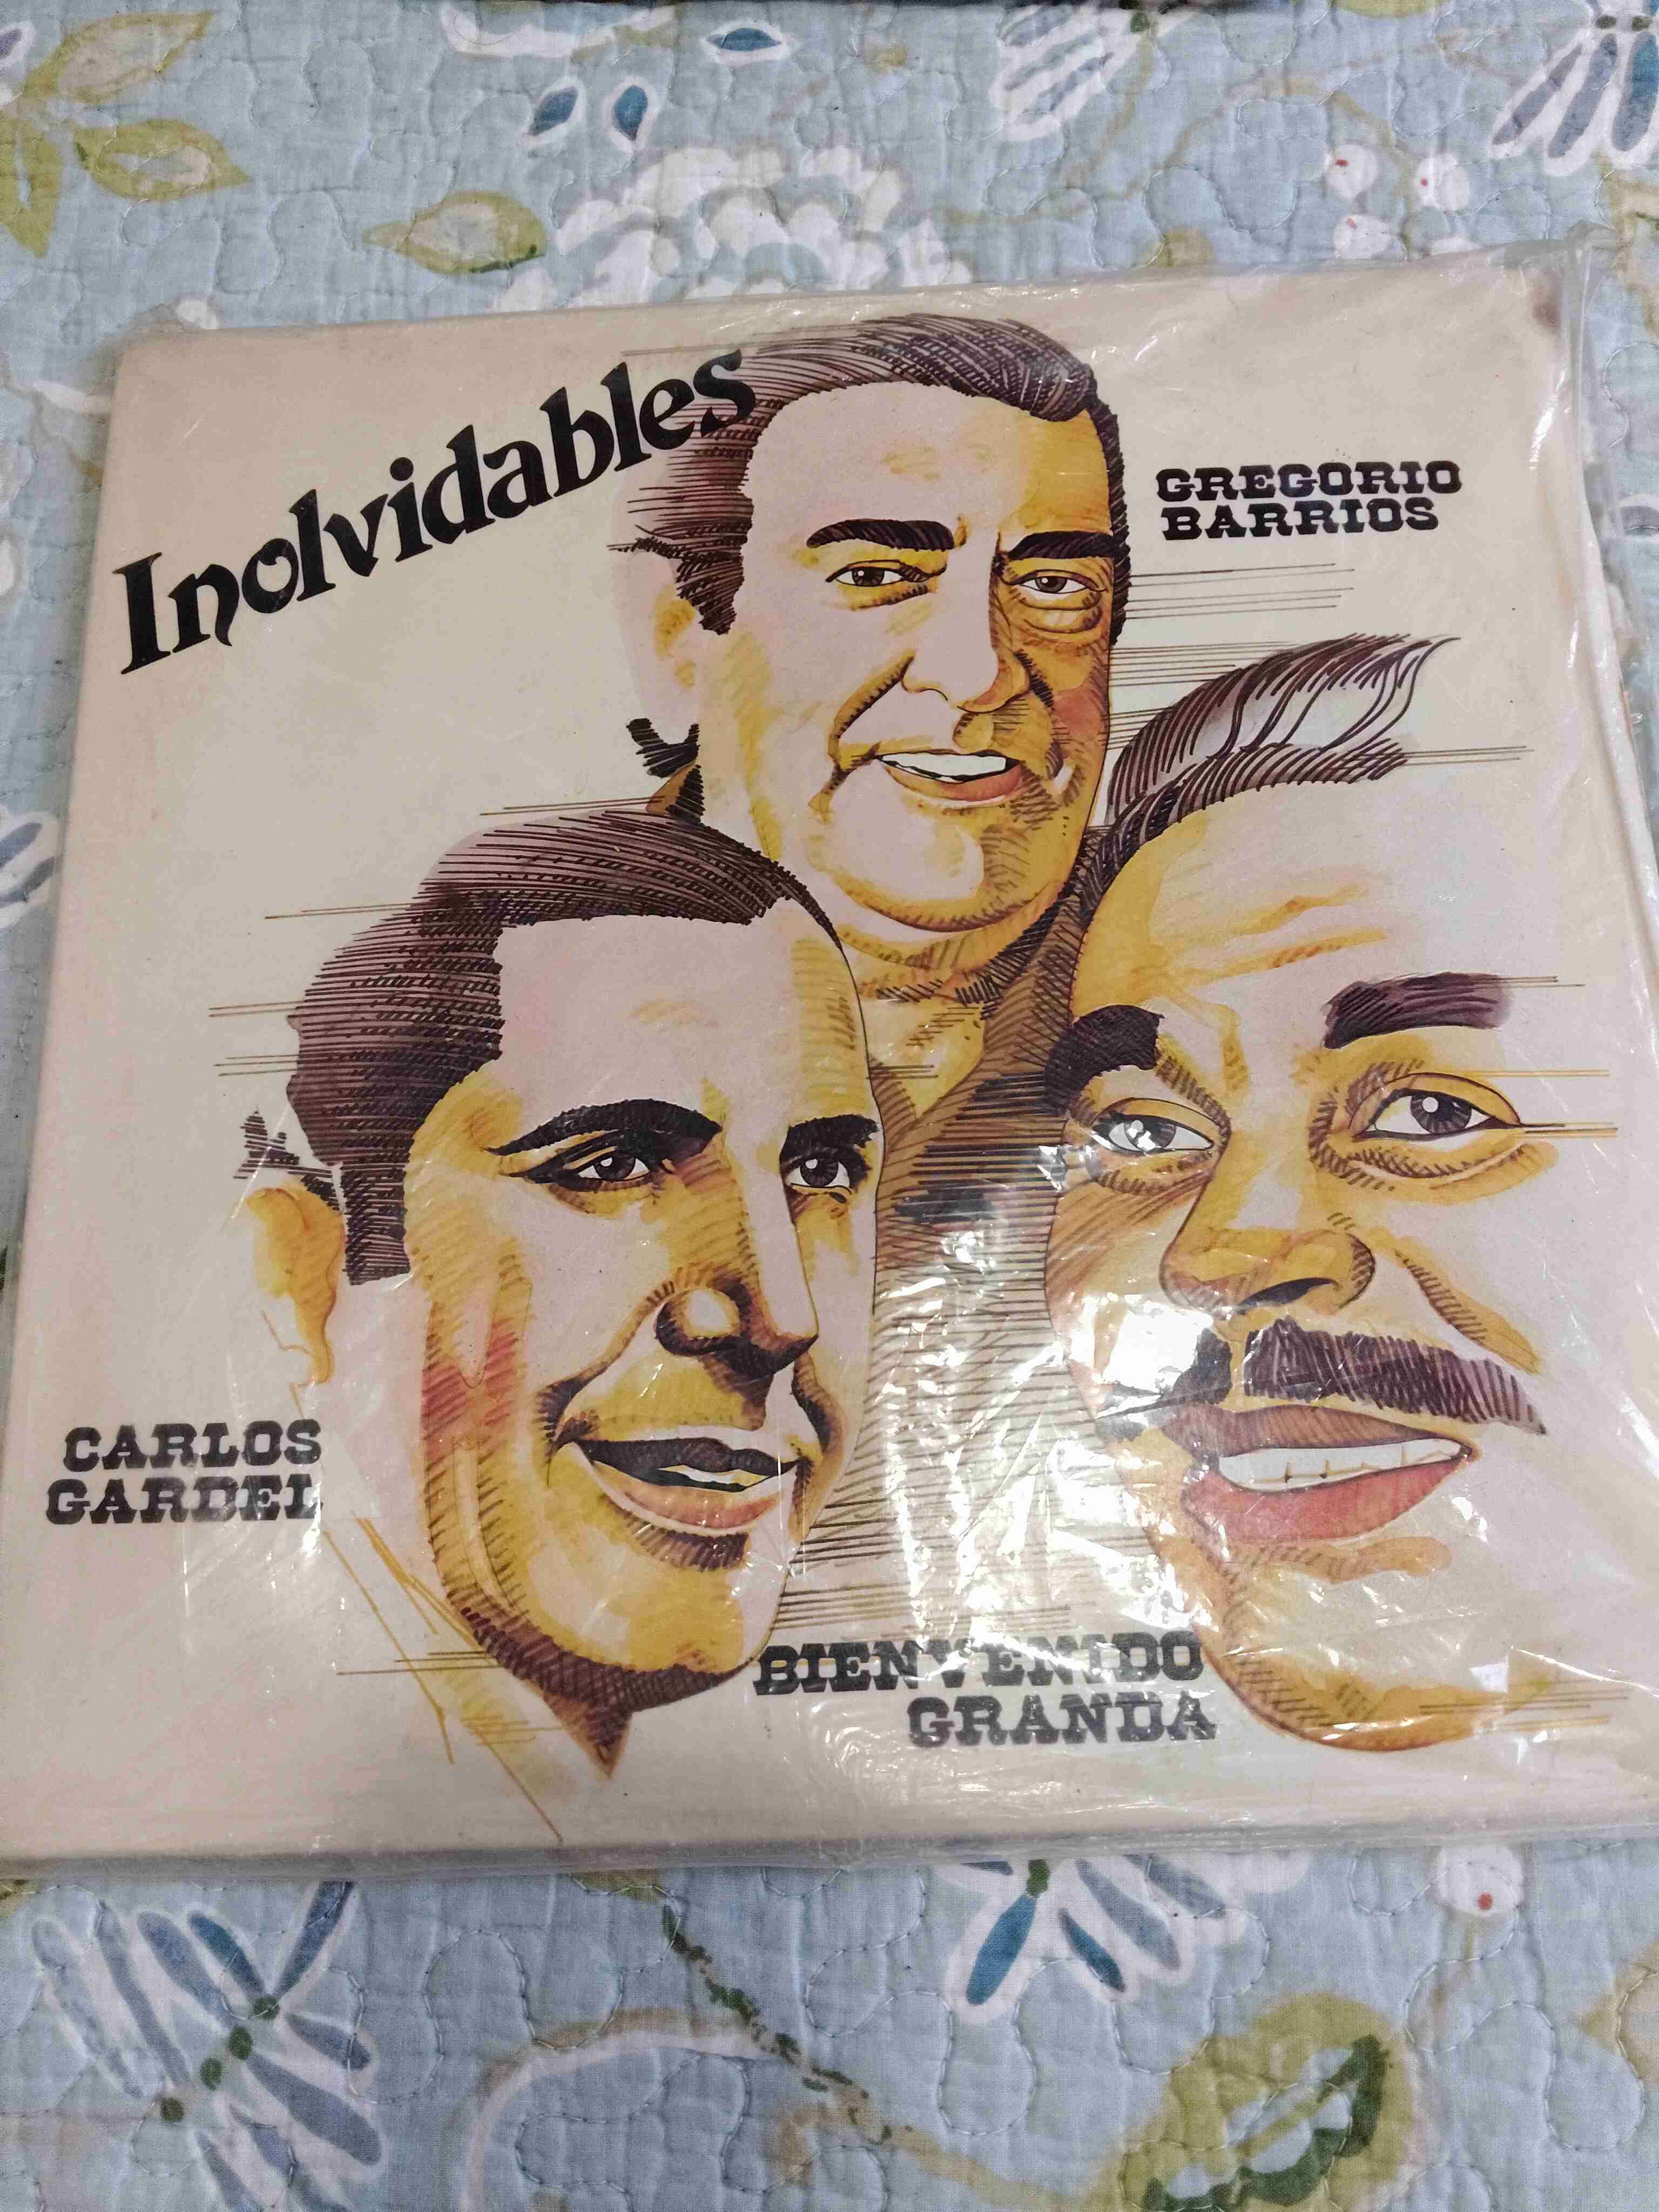 Inolvidables
GREGORIO
BARRIOS
CARLOS
GARDEL
BIENVENIDO
GRANDA